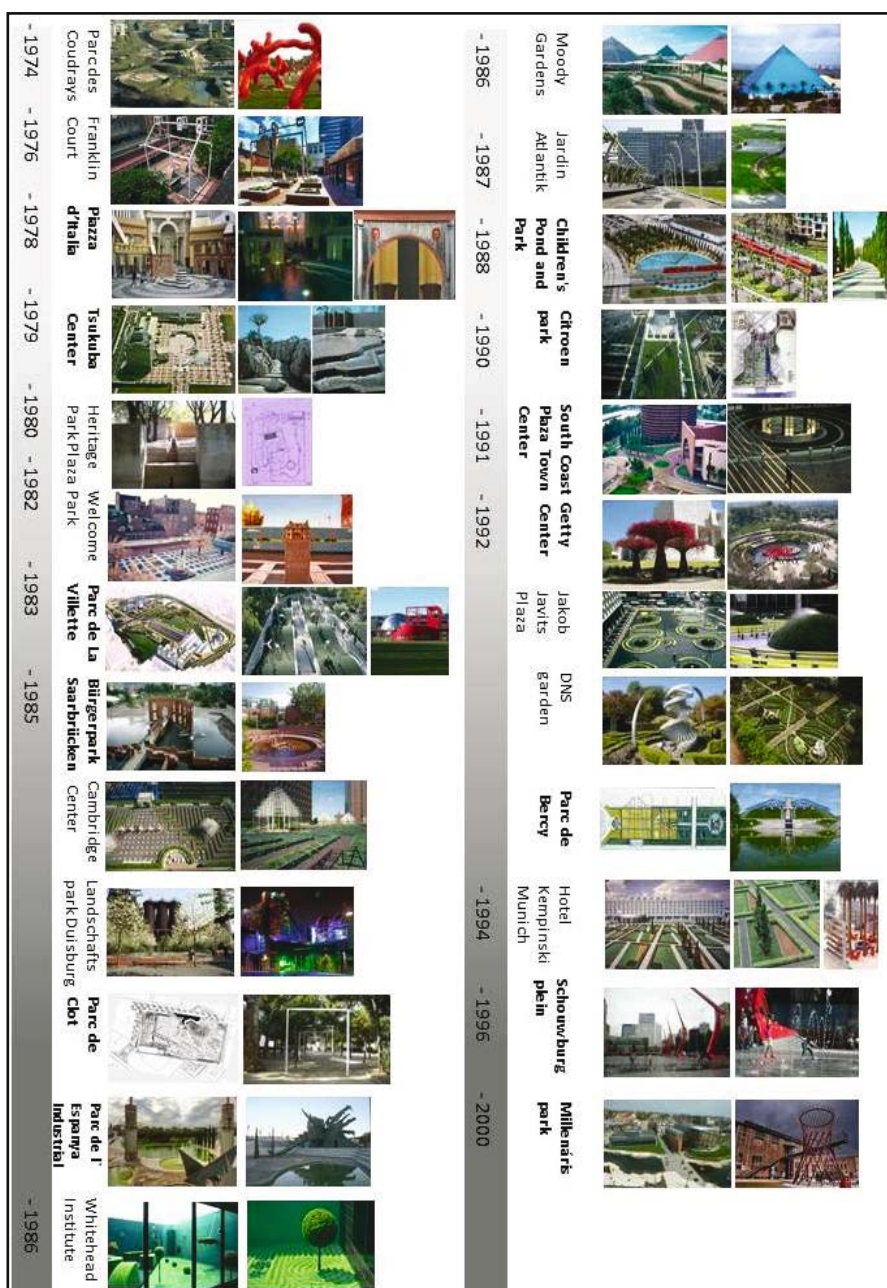 - 1974
- 1976
- 1978
- 1979
- 1980
- 1982
- 1983
- 1985
- 1986
Parc des
Coudrays
Franklin
Court
Piazza
d'Italia
Tsukuba
Center
Heritage
Park Plaza
Welcome
Park
Parc de La
Villette
Bürgerpark
Saarbrücken
Cambridge
Center
Landschafts
park Duisburg
Parc de
Clot
Parc de l'
Espanya
Industrial
Whitehead
Institute
- 1986
- 1987
- 1988
- 1990
- 1991
- 1992
- 1994
- 1996
- 2000
Moody
Gardens
Jardin
Atlantik
Children's
Pond and
Park
Citroen
park
South Coast
Plaza Town
Center
Getty
Center
Jakob
Javits
Plaza
DNS
garden
Parc de
Bercy
Hotel
Kempinski
Munich
Schouwburg
plein
Millenáris
park